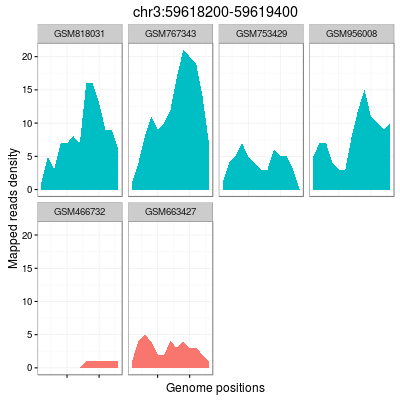 chr3:59618200-59619400
GSM818031 GSM767343 GSM753429 GSM956008
20
15
10
5
0
GSM466732 GSM663427
20
15
10
5
0
Mapped reads density
Genome positions